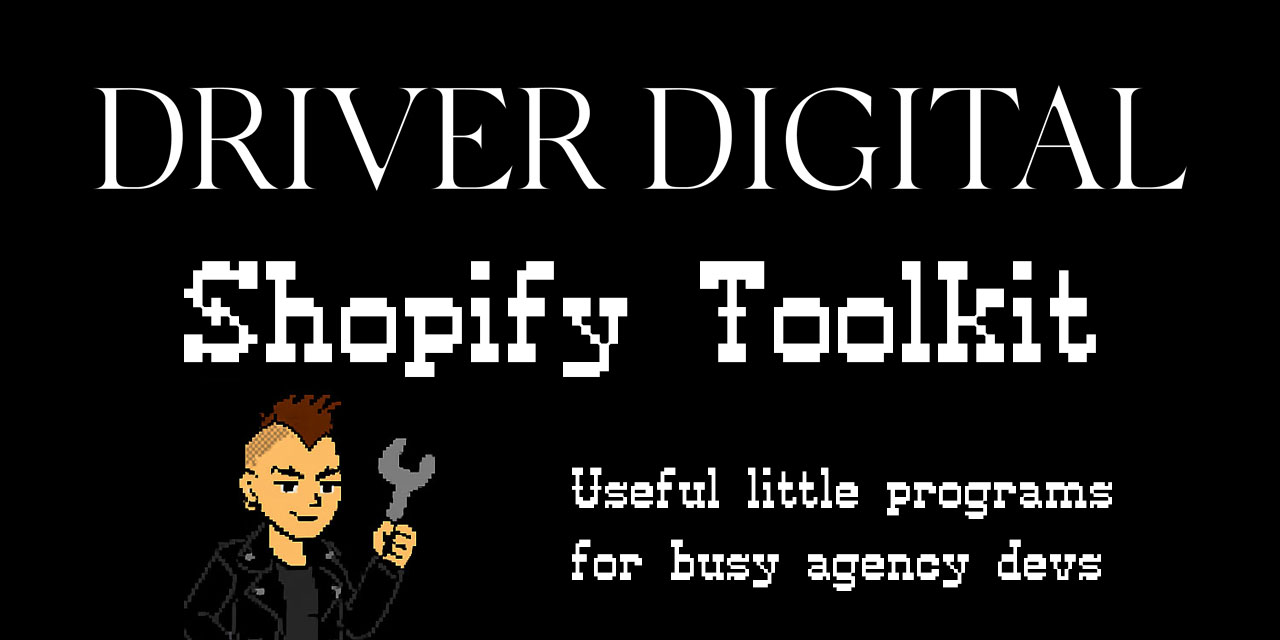 DRIVER DIGITAL
Shopify Toolkit
Useful little programs
for busy agency devs